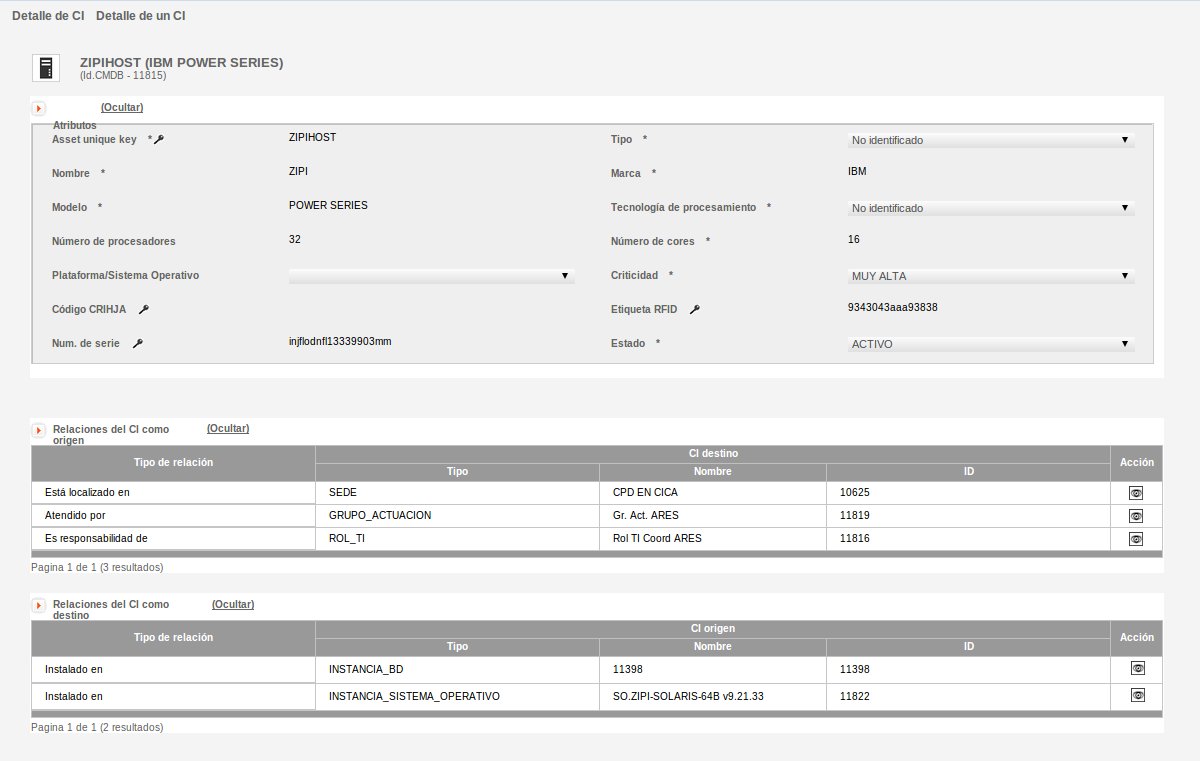 Detalle de CI Detalle de un CI
ZIPIHOST (IBM POWER SERIES)
(Id.CMDB - 11815)
(Ocultar)
Atributos
Asset unique key * ZIPIHOST Tipo * No identificado
Nombre * ZIPI Marca * IBM
Modelo * POWER SERIES Tecnología de procesamiento * No identificado
Número de procesadores 32 Número de cores * 16
Plataforma/Sistema Operativo Criticidad * MUY ALTA
Código CRIHJA Etiqueta RFID 9343043aaa93838
Num. de serie injflodnfl13339903mm Estado * ACTIVO
Relaciones del CI como origen (Ocultar)
Tipo de relación CI destino Acción
Tipo Nombre ID
Está localizado en SEDE CPD EN CICA 10625
Atendido por GRUPO_ACTUACION Gr. Act. ARES 11819
Es responsabilidad de ROL_TI Rol TI Coord ARES 11816
Pagina 1 de 1 (3 resultados)
Relaciones del CI como destino (Ocultar)
Tipo de relación CI origen Acción
Tipo Nombre ID
Instalado en INSTANCIA_BD 11398 11398
Instalado en INSTANCIA_SISTEMA_OPERATIVO SO.ZIPI-SOLARIS-64B v9.21.33 11822
Pagina 1 de 1 (2 resultados)